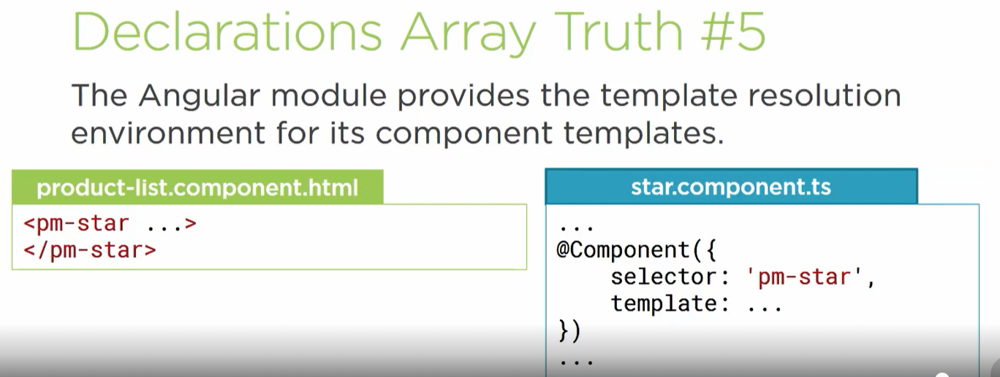 Declarations Array Truth #5
The Angular module provides the template resolution
environment for its component templates.
product-list.component.html
<pm-star ...>
</pm-star>
star.component.ts
...
@Component({
    selector: 'pm-star',
    template: ...
})
...